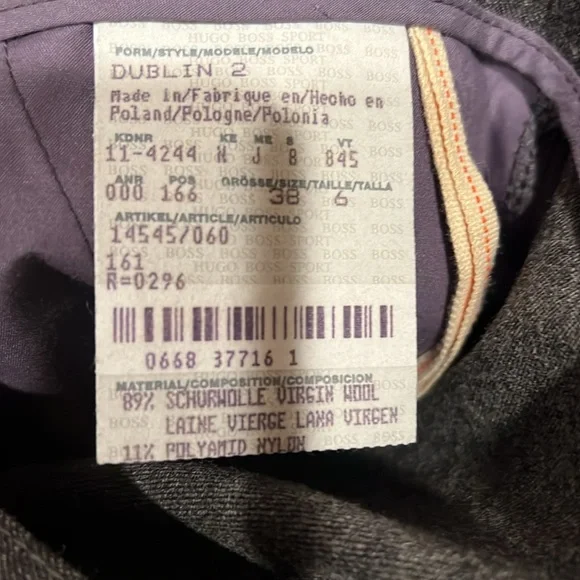 FORM/STYLE/MODELE/MODELO
DUBLIN 2
Made in/Fabrique en/Hecho en
Poland/Pologne/Polonia
KDNR KE ME S VT
11-4244 N J 8 845
ANR GRÖSSE/SIZE/TAILLE/TALLA
000 166 38 6
ARTIKEL/ARTICLE/ARTICULO
14545/060
161
R=0296
0668 37716 1
MATERIAL/COMPOSITION/COMPOSICION
89% SCHURWOLLE VIRGIN WOOL
LAINE VIERGE LANA VIRGEN
11% POLYAMID NYLON